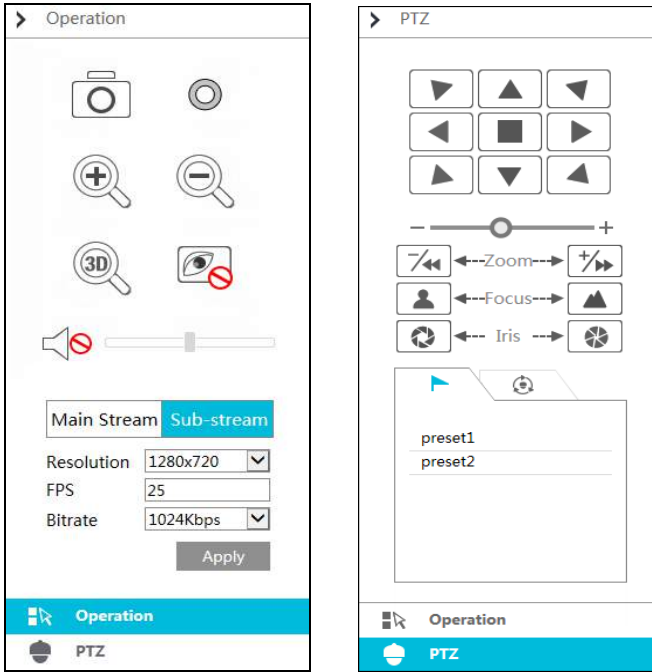 Operation
3D
Main Stream Sub-stream
Resolution 1280x720
FPS 25
Bitrate 1024Kbps
Apply
Operation
PTZ
PTZ
− +
−/◀◀ Zoom +/▶▶
Focus
Iris
preset1
preset2
Operation
PTZ